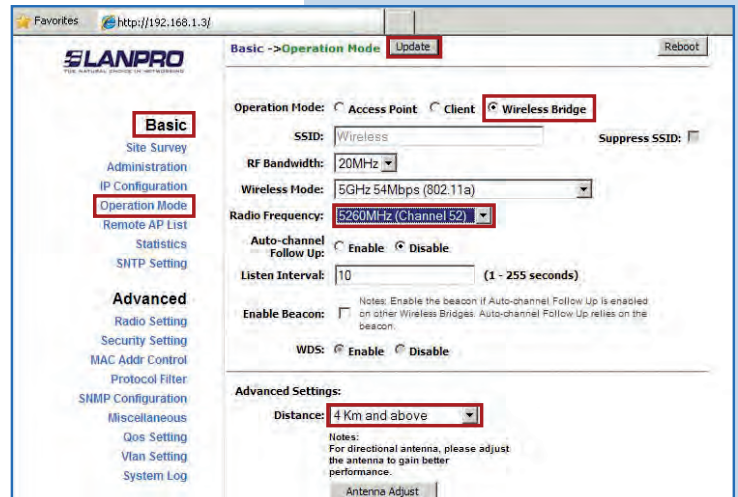 Favorites http://192.168.1.3/
LANPRO
THE NATURAL CHOICE IN NETWORKING
Basic ->Operation Mode Update Reboot
Basic
Site Survey
Administration
IP Configuration
Operation Mode
Remote AP List
Statistics
SNTP Setting
Advanced
Radio Setting
Security Setting
MAC Addr Control
Protocol Filter
SNMP Configuration
Miscellaneous
Qos Setting
Vlan Setting
System Log
Operation Mode: Access Point Client Wireless Bridge
SSID: Wireless Suppress SSID:
RF Bandwidth: 20MHz
Wireless Mode: 5GHz 54Mbps (802.11a)
Radio Frequency: 5260MHz (Channel 52)
Auto-channel
Follow Up: Enable Disable
Listen Interval: 10 (1 - 255 seconds)
Enable Beacon: Notes: Enable the beacon if Auto-channel Follow Up is enabled
on other Wireless Bridges. Auto-channel Follow Up relies on the
beacon.
WDS: Enable Disable
Advanced Settings:
Distance: 4 Km and above
Notes:
For directional antenna, please adjust
the antenna to gain better
performance.
Antenna Adjust